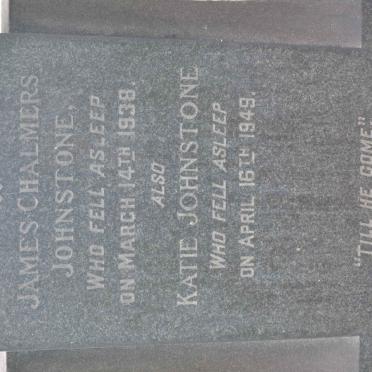 JAMES CHALMERS
JOHNSTONE,
WHO FELL ASLEEP
ON MARCH 14TH 1938.
ALSO
KATIE JOHNSTONE
WHO FELL ASLEEP
ON APRIL 16TH 1949.
"TILL HE COME"